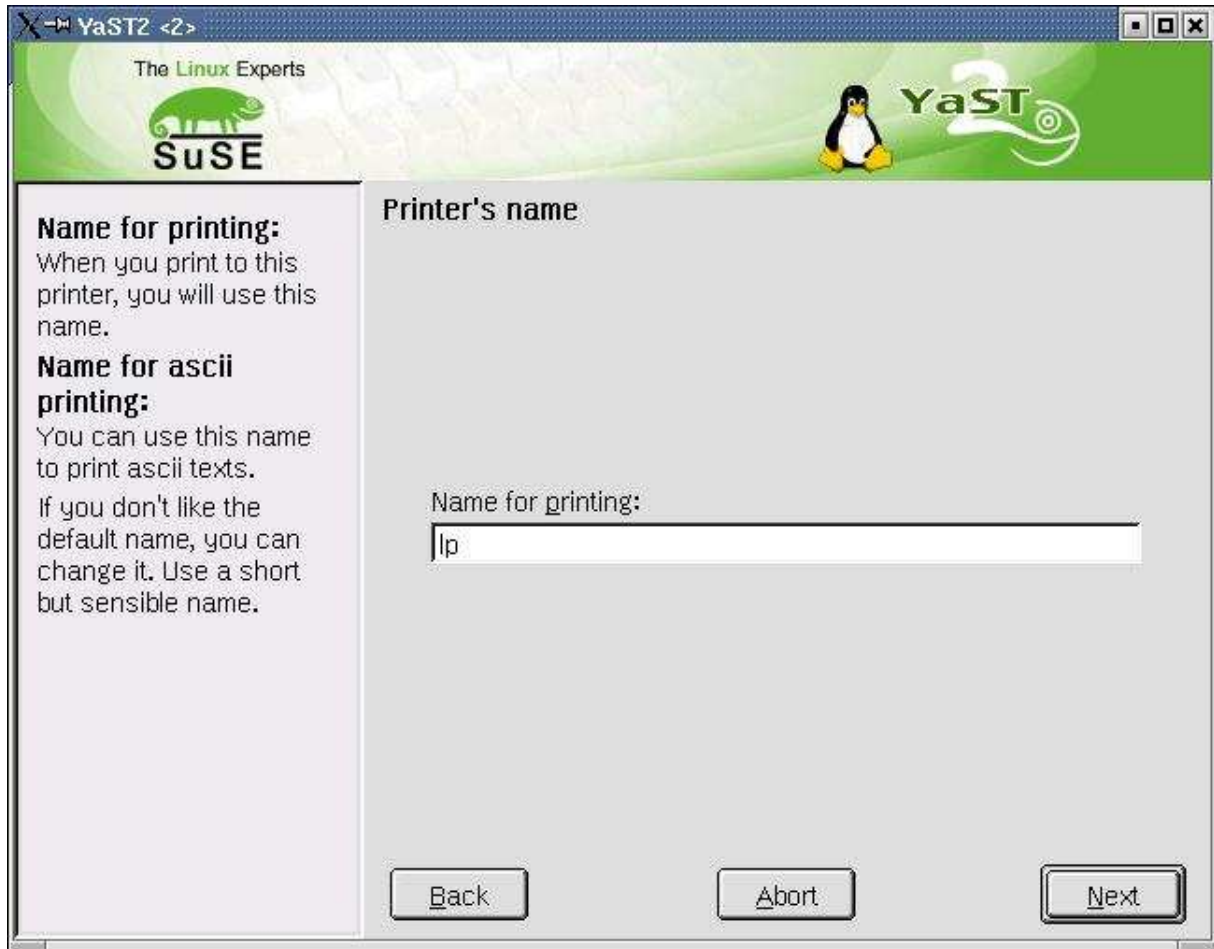 YaST2 <2>
The Linux Experts
SuSE
YaST
2
Name for printing:
When you print to this
printer, you will use this
name.
Name for ascii
printing:
You can use this name
to print ascii texts.
If you don't like the
default name, you can
change it. Use a short
but sensible name.
Printer's name
Name for printing:
lp
Back
Abort
Next